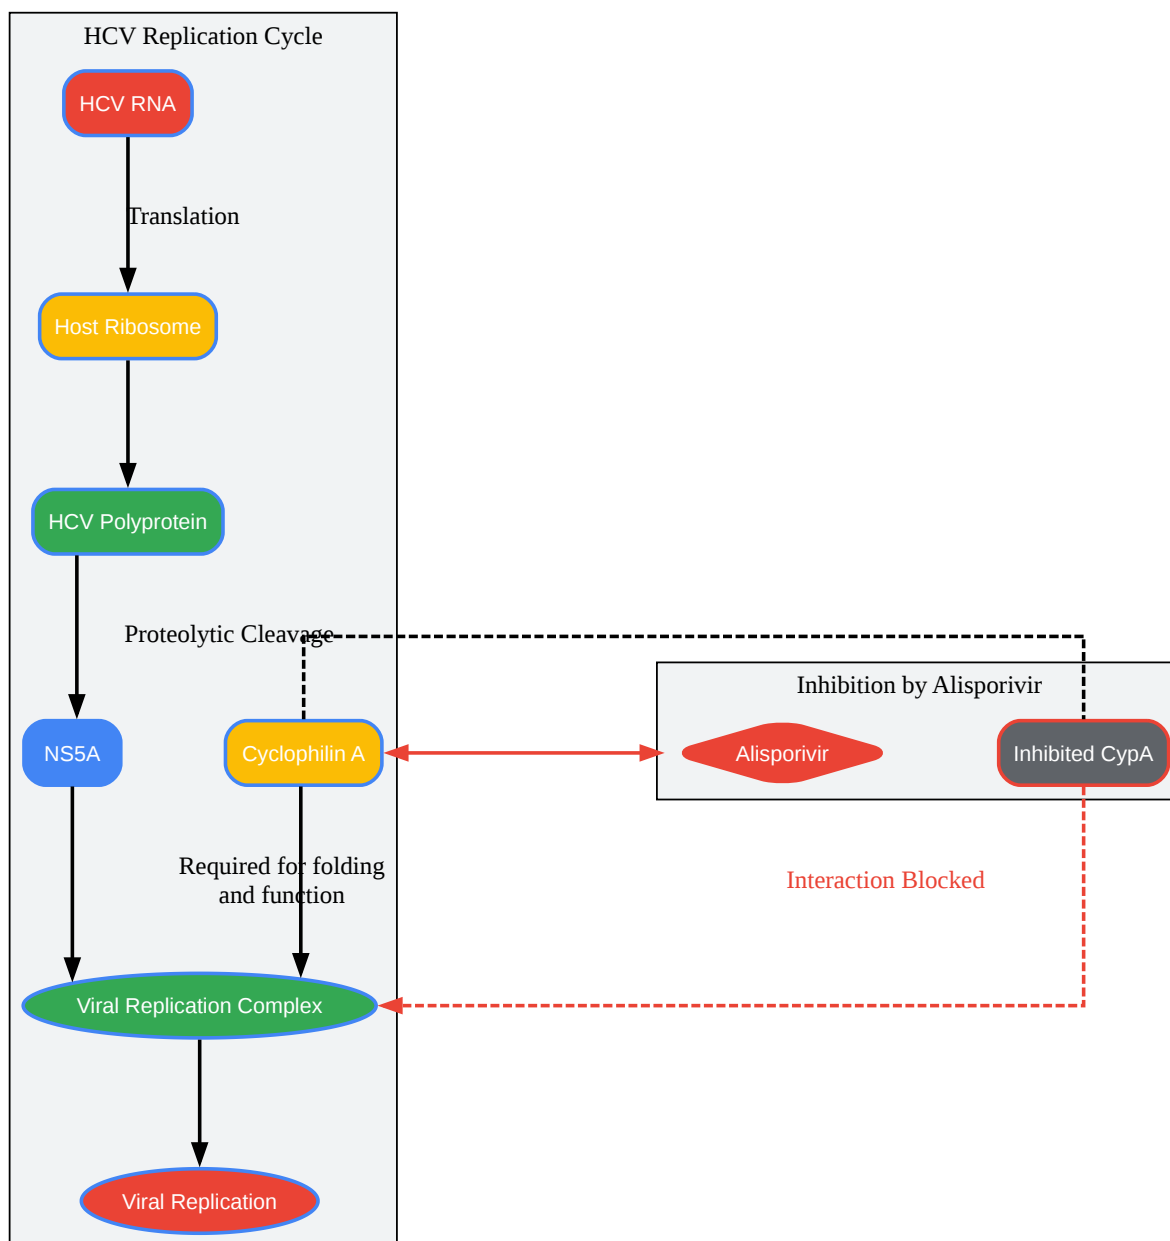 HCV Replication Cycle
HCV RNA
Translation
Host Ribosome
HCV Polyprotein
Proteolytic Cleavage
Inhibition by Alisporivir
NS5A
Cyclophilin A
Alisporivir
Inhibited CypA
Required for folding
and function
Interaction Blocked
Viral Replication Complex
Viral Replication